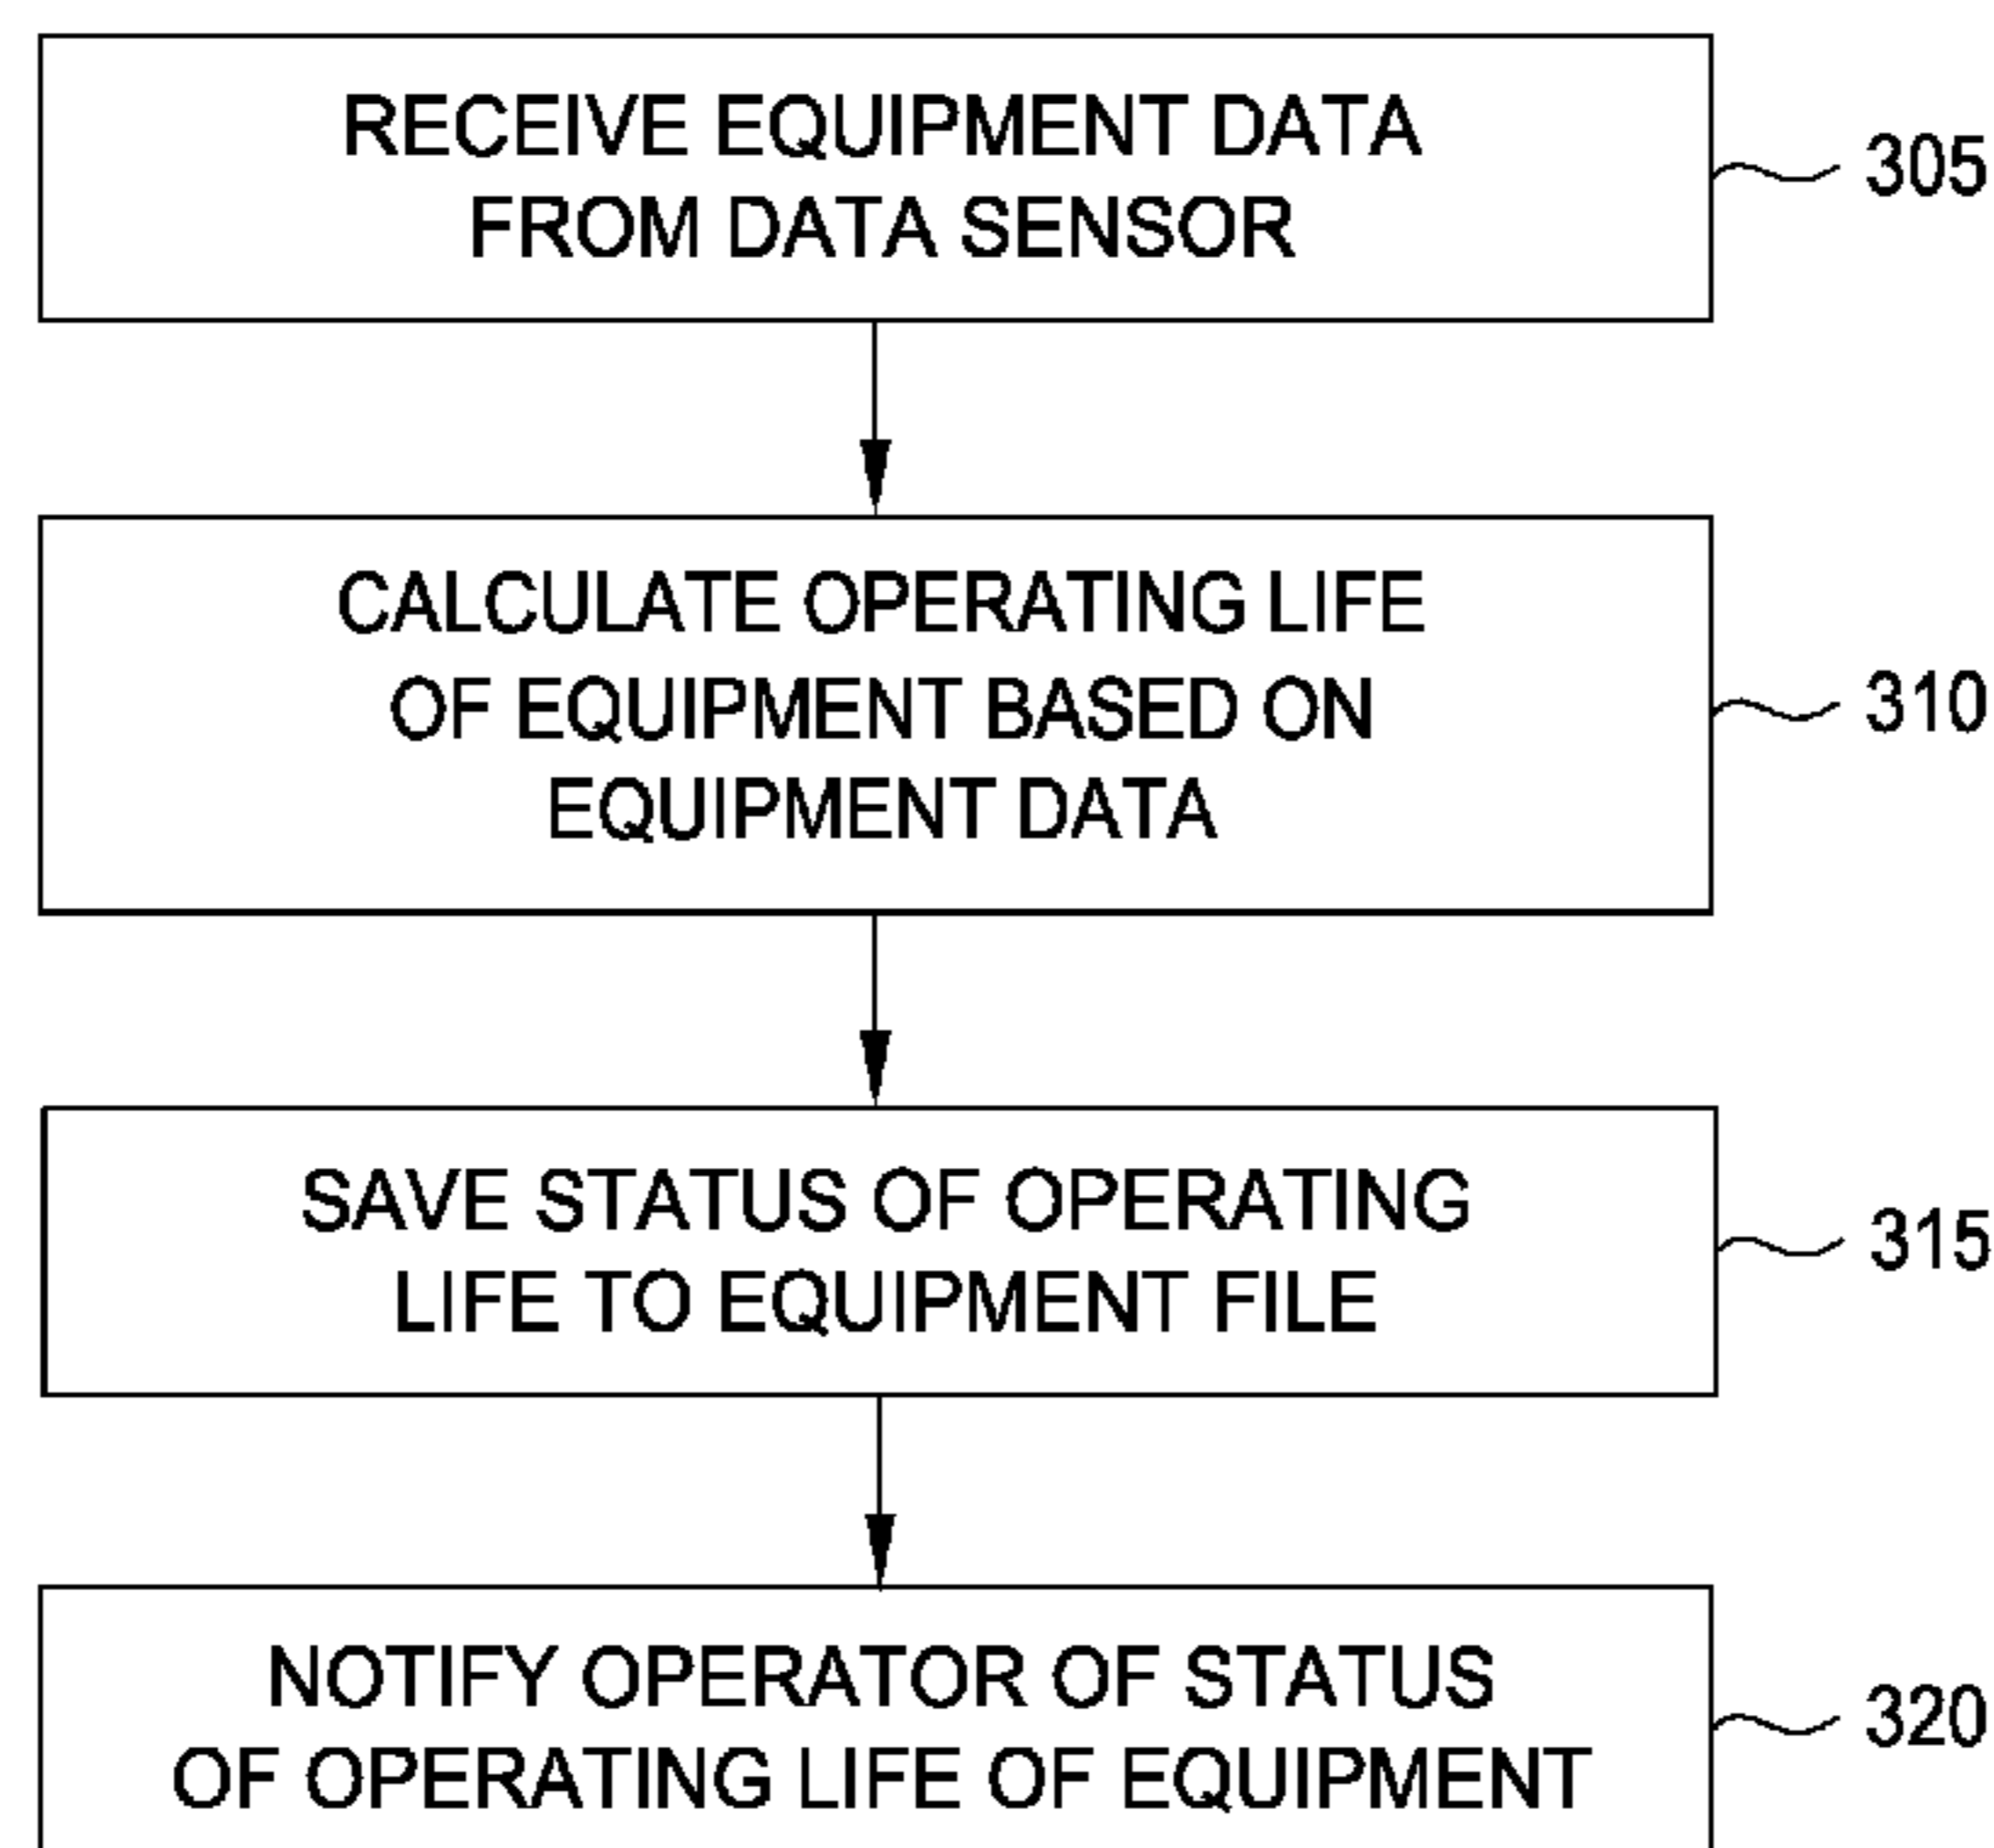 RECEIVE EQUIPMENT DATA
FROM DATA SENSOR
305
CALCULATE OPERATING LIFE
OF EQUIPMENT BASED ON
EQUIPMENT DATA
310
SAVE STATUS OF OPERATING
LIFE TO EQUIPMENT FILE
315
NOTIFY OPERATOR OF STATUS
OF OPERATING LIFE OF EQUIPMENT
320